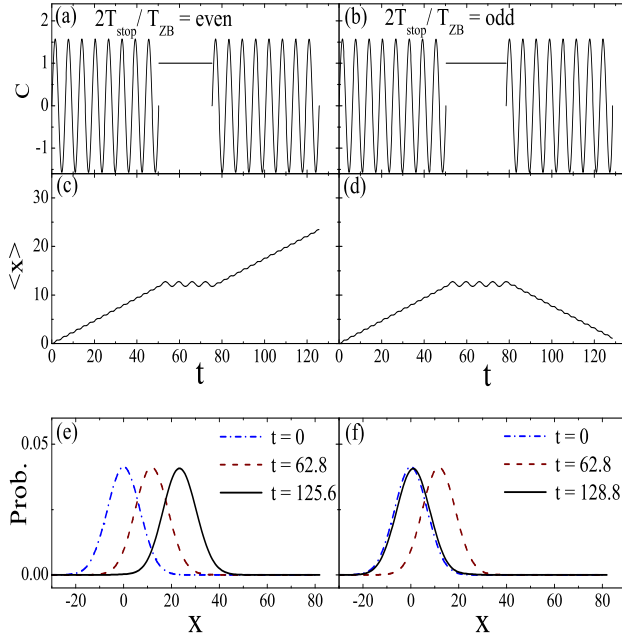 (a) 2T_stop / T_ZB = even
(b) 2T_stop / T_ZB = odd
C
2
1
0
-1
(c)
(d)
<x>
30
20
10
0
0 20 40 60 80 100 120
0 20 40 60 80 100 120
t
t
(e)
t = 0
t = 62.8
t = 125.6
(f)
t = 0
t = 62.8
t = 128.8
Prob.
0.05
0.00
-20 0 20 40 60 80
-20 0 20 40 60 80
X
X